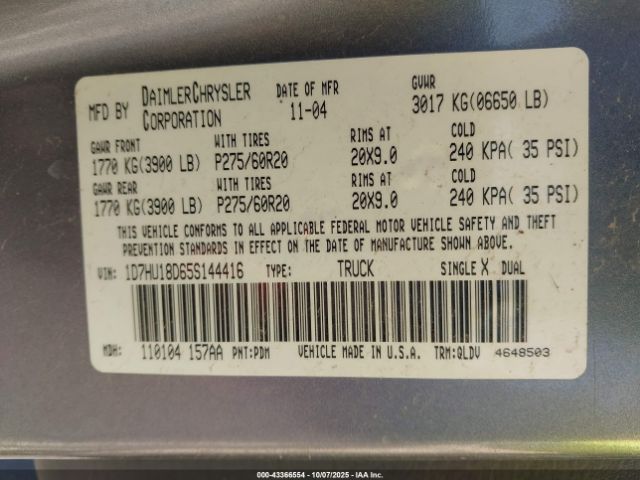 MFD BY DAIMLERCHRYSLER CORPORATION DATE OF MFR 11-04 GVWR 3017 KG(06650 LB)
GAWR FRONT WITH TIRES RIMS AT COLD
1770 KG(3900 LB) P275/60R20 20X9.0 240 KPA( 35 PSI)
GAWR REAR WITH TIRES RIMS AT COLD
1770 KG(3900 LB) P275/60R20 20X9.0 240 KPA( 35 PSI)
THIS VEHICLE CONFORMS TO ALL APPLICABLE FEDERAL MOTOR VEHICLE SAFETY AND THEFT
PREVENTION STANDARDS IN EFFECT ON THE DATE OF MANUFACTURE SHOWN ABOVE.
VIN: 1D7HU18D65S144416 TYPE: TRUCK SINGLE X DUAL
MDH: 110104 157AA PNT:PDM VEHICLE MADE IN U.S.A. TRM:QLDV 4648503
000-43366554 - 10/07/2025 - IAA Inc.